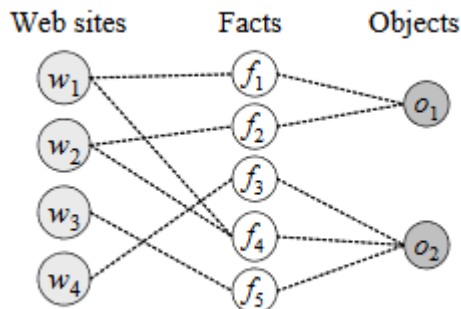 Web sites Facts Objects
w1 f1 o1
w2 f2
w3 f3
w4 f4 o2
f5